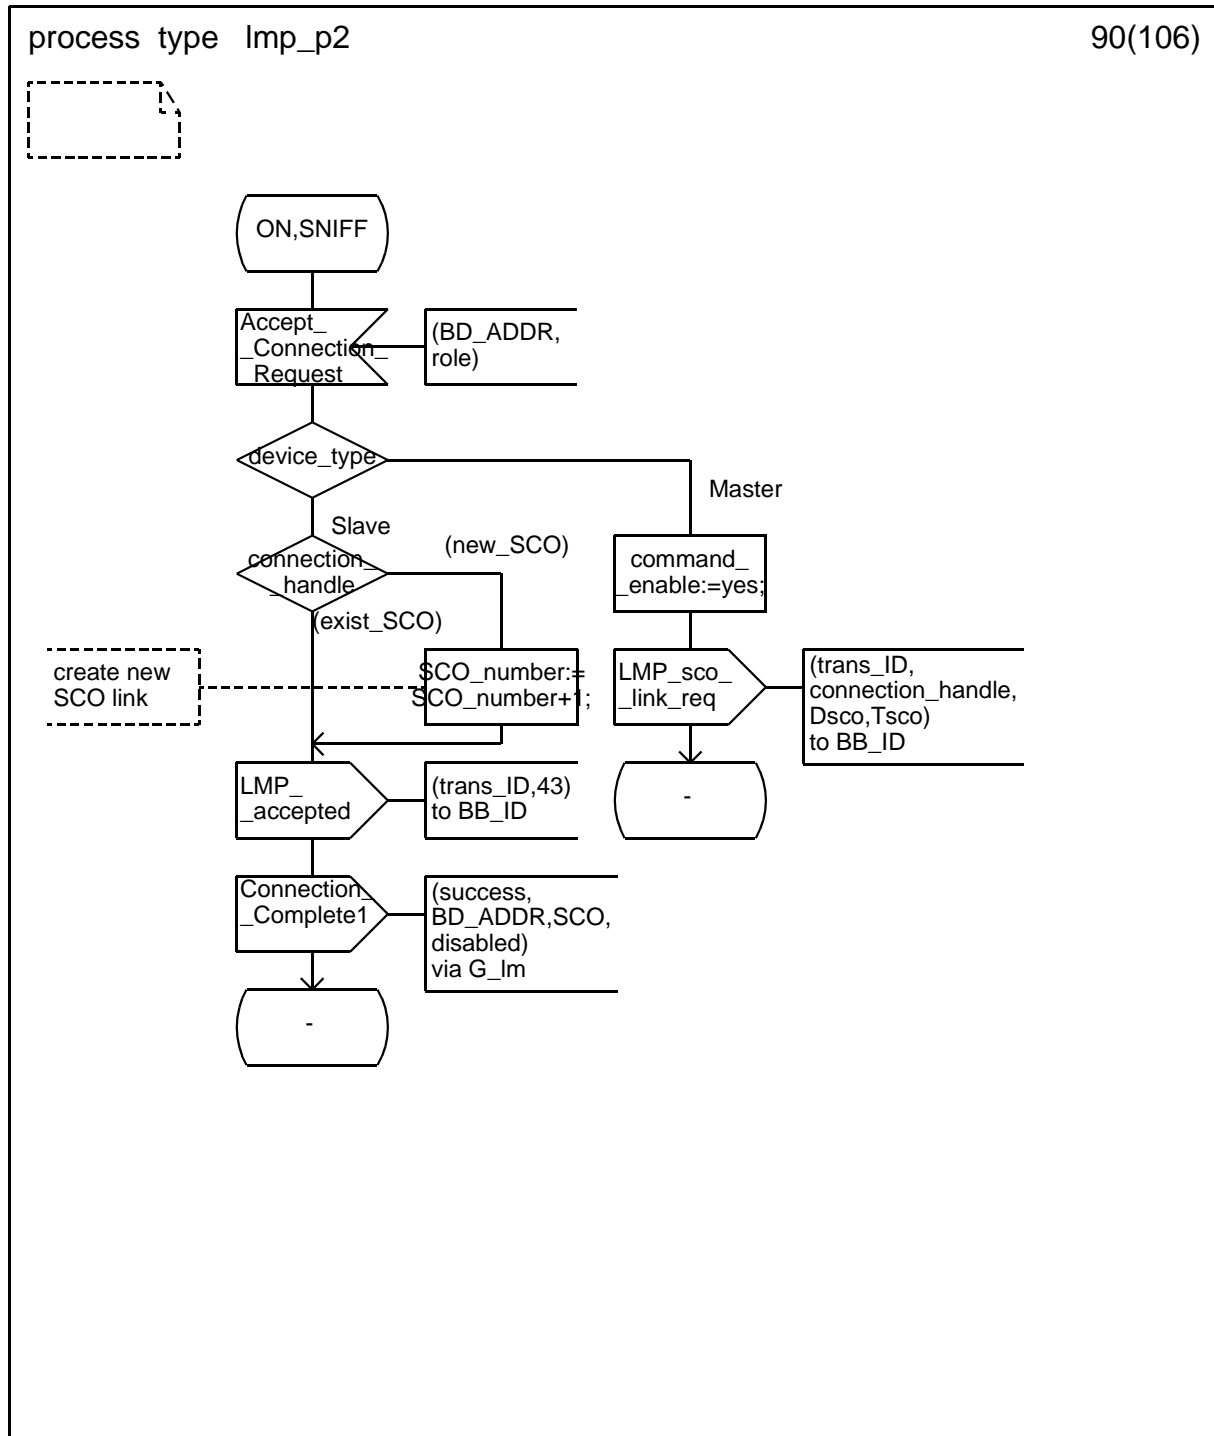 process type lmp_p2
90(106)
ON,SNIFF
Accept_
_Connection_
_Request
(BD_ADDR,
role)
device_type
Master
Slave
(new_SCO)
connection_
_handle
command_
_enable:=yes;
(exist_SCO)
create new
SCO link
SCO_number:=
SCO_number+1;
LMP_sco_
_link_req
(trans_ID,
connection_handle,
Dsco,Tsco)
to BB_ID
LMP_
_accepted
(trans_ID,43)
to BB_ID
-
Connection_
_Complete1
(success,
BD_ADDR,SCO,
disabled)
via G_lm
-